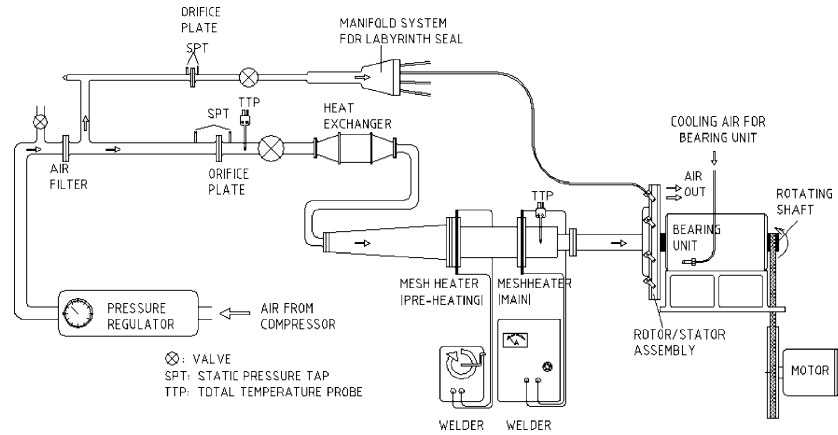 ORIFICE
PLATE
SPT
MANIFOLD SYSTEM
FOR LABYRINTH SEAL
SPT
TTP
HEAT
EXCHANGER
COOLING AIR FOR
BEARING UNIT
AIR
FILTER
ORIFICE
PLATE
TTP
AIR
OUT
ROTATING
SHAFT
BEARING
UNIT
MESH HEATER
(PRE-HEATING)
MESHHEATER
(MAIN)
PRESSURE
REGULATOR
AIR FROM
COMPRESSOR
ROTOR/STATOR
ASSEMBLY
MOTOR
: VALVE
SPT: STATIC PRESSURE TAP
TTP: TOTAL TEMPERATURE PROBE
WELDER
WELDER